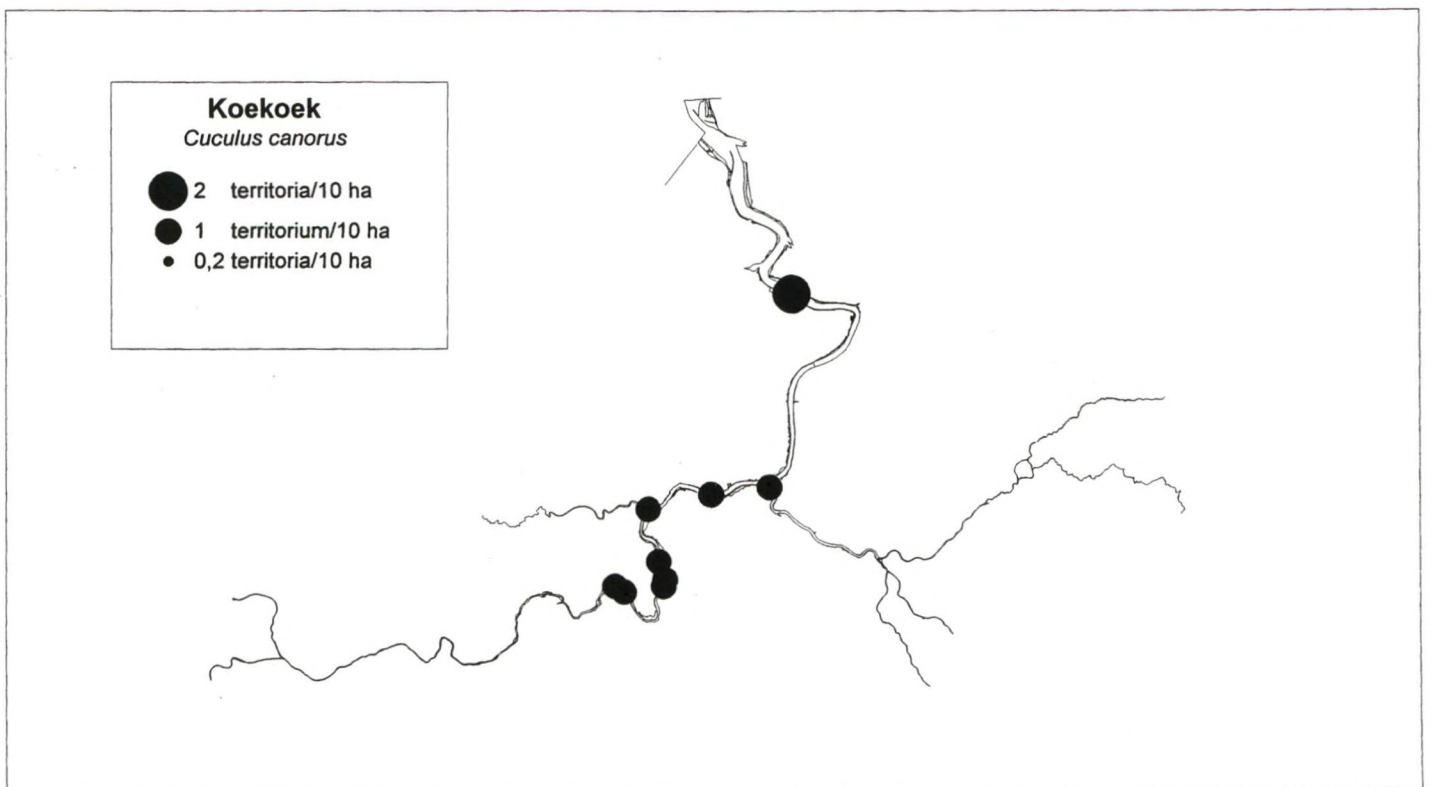 Koekoek
Cuculus canorus
2 territoria/10 ha
1 territorium/10 ha
0,2 territoria/10 ha